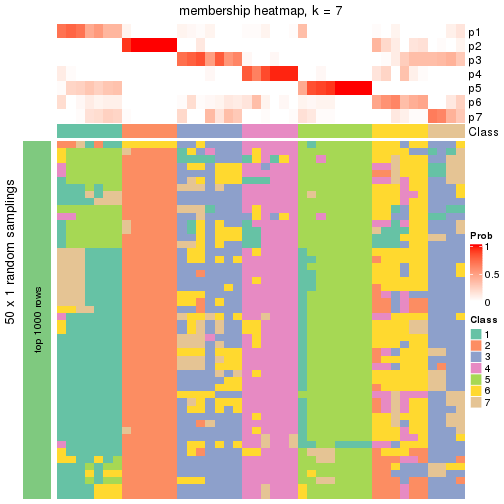 membership heatmap, k = 7
p1
p2
p3
p4
p5
p6
p7
Class
50 x 1 random samplings
top 1000 rows
Prob
1
0.5
0
Class
1
2
3
4
5
6
7